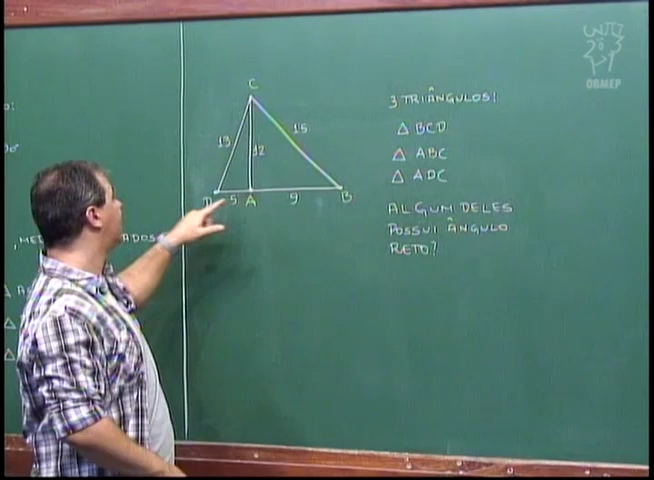 C
13
15
12
D 5 A 9 B
3 TRIÂNGULOS!
△ BCD
△ ABC
△ ADC
ALGUM DELES
POSSUI ÂNGULO
RETO?
OBMEP